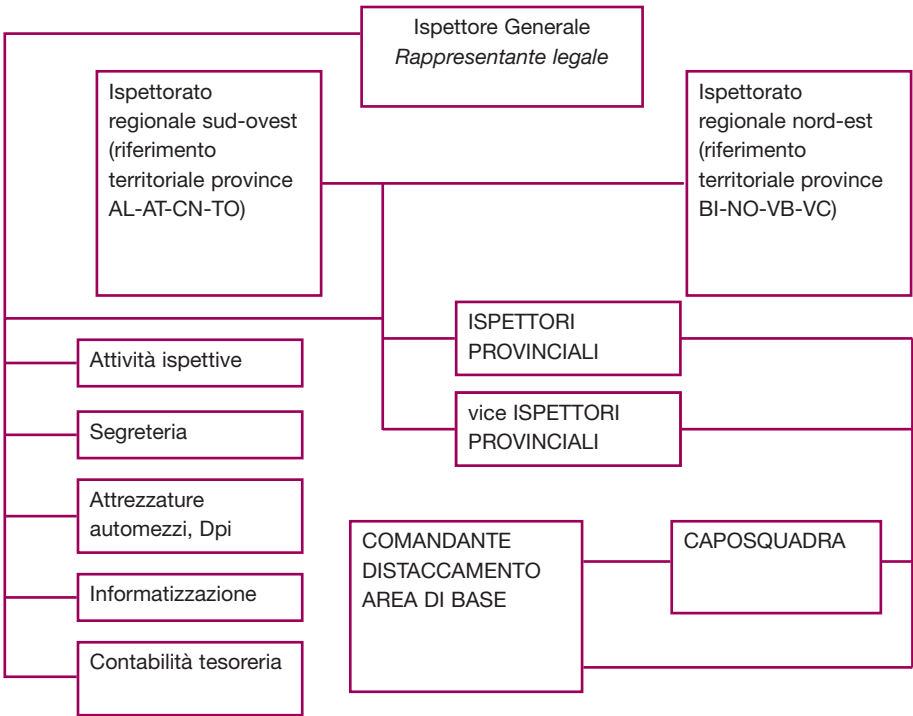 Ispettore Generale
Rappresentante legale
Ispettorato
regionale sud-ovest
(riferimento
territoriale province
AL-AT-CN-TO)
Ispettorato
regionale nord-est
(riferimento
territoriale province
BI-NO-VB-VC)
ISPETTORI
PROVINCIALI
vice ISPETTORI
PROVINCIALI
Attività ispettive
Segreteria
Attrezzature
automezzi, Dpi
Informatizzazione
Contabilità tesoreria
COMANDANTE
DISTACCAMENTO
AREA DI BASE
CAPOSQUADRA